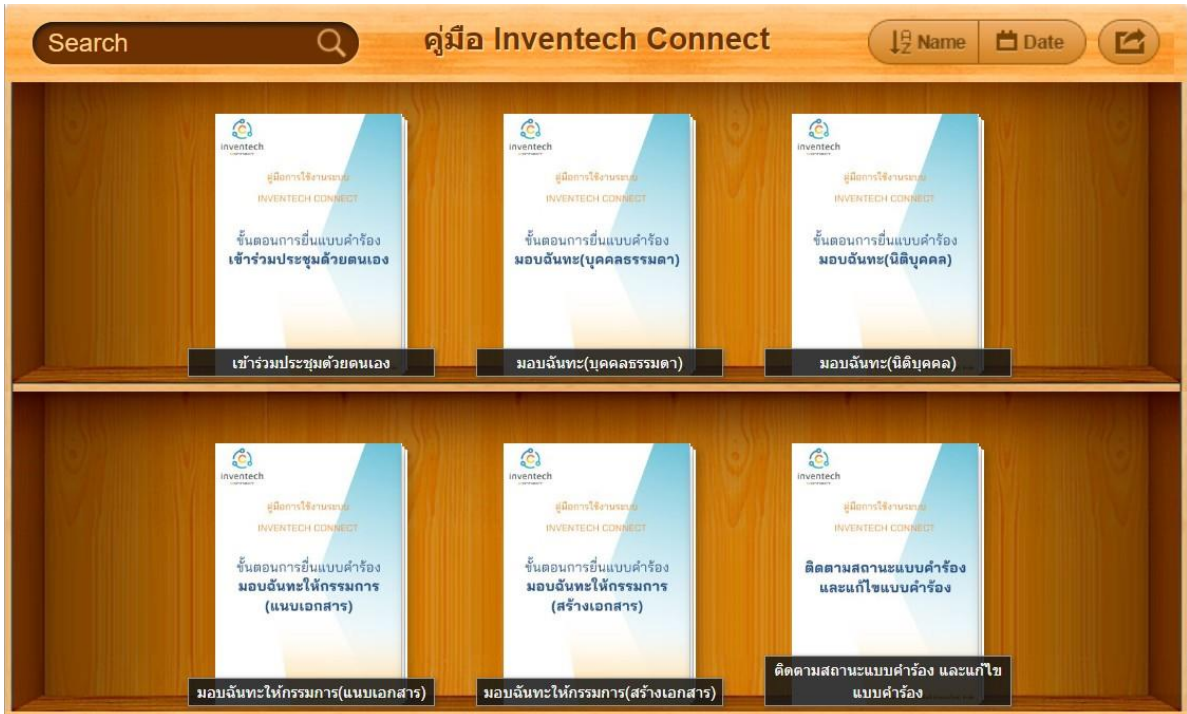 Search
คู่มือ Inventech Connect
Name
Date
inventech
คู่มือการใช้งานระบบ
INVENTECH CONNECT
ขั้นตอนการยื่นแบบคำร้อง
เข้าร่วมประชุมด้วยตนเอง
เข้าร่วมประชุมด้วยตนเอง
inventech
คู่มือการใช้งานระบบ
INVENTECH CONNECT
ขั้นตอนการยื่นแบบคำร้อง
มอบฉันทะ(บุคคลธรรมดา)
มอบฉันทะ(บุคคลธรรมดา)
inventech
คู่มือการใช้งานระบบ
INVENTECH CONNECT
ขั้นตอนการยื่นแบบคำร้อง
มอบฉันทะ(นิติบุคคล)
มอบฉันทะ(นิติบุคคล)
inventech
คู่มือการใช้งานระบบ
INVENTECH CONNECT
ขั้นตอนการยื่นแบบคำร้อง
มอบฉันทะให้กรรมการ
(แนบเอกสาร)
มอบฉันทะให้กรรมการ(แนบเอกสาร)
inventech
คู่มือการใช้งานระบบ
INVENTECH CONNECT
ขั้นตอนการยื่นแบบคำร้อง
มอบฉันทะให้กรรมการ
(สร้างเอกสาร)
มอบฉันทะให้กรรมการ(สร้างเอกสาร)
inventech
คู่มือการใช้งานระบบ
INVENTECH CONNECT
ติดตามสถานะแบบคำร้อง
และแก้ไขแบบคำร้อง
ติดตามสถานะแบบคำร้อง และแก้ไข
แบบคำร้อง